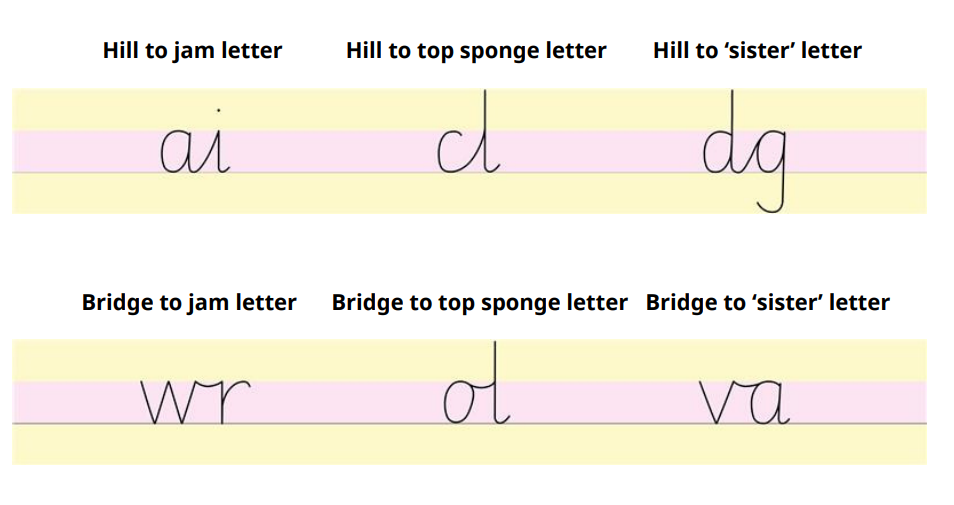 Hill to jam letter Hill to top sponge letter Hill to ‘sister’ letter
ai cl dg
Bridge to jam letter Bridge to top sponge letter Bridge to ‘sister’ letter
wr ol va